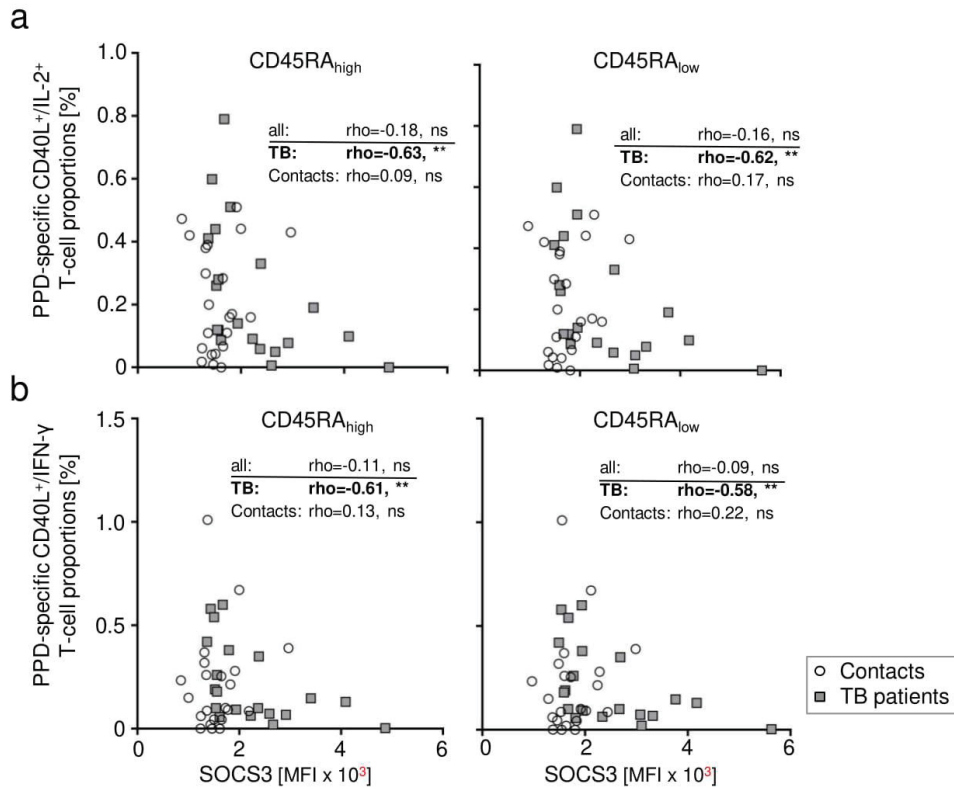 a
CD45RAhigh
CD45RAlow
PPD-specific CD40L+/IL-2+
T-cell proportions [%]
1.0
0.8
0.6
0.4
0.2
0
all: rho=-0.18, ns
TB: rho=-0.63, **
Contacts: rho=0.09, ns
all: rho=-0.16, ns
TB: rho=-0.62, **
Contacts: rho=0.17, ns
b
CD45RAhigh
CD45RAlow
PPD-specific CD40L+/IFN-γ
T-cell proportions [%]
1.5
1.0
0.5
0
all: rho=-0.11, ns
TB: rho=-0.61, **
Contacts: rho=0.13, ns
all: rho=-0.09, ns
TB: rho=-0.58, **
Contacts: rho=0.22, ns
Contacts
TB patients
0 2 4 6
0 2 4 6
SOCS3 [MFI x 10³]
SOCS3 [MFI x 10³]